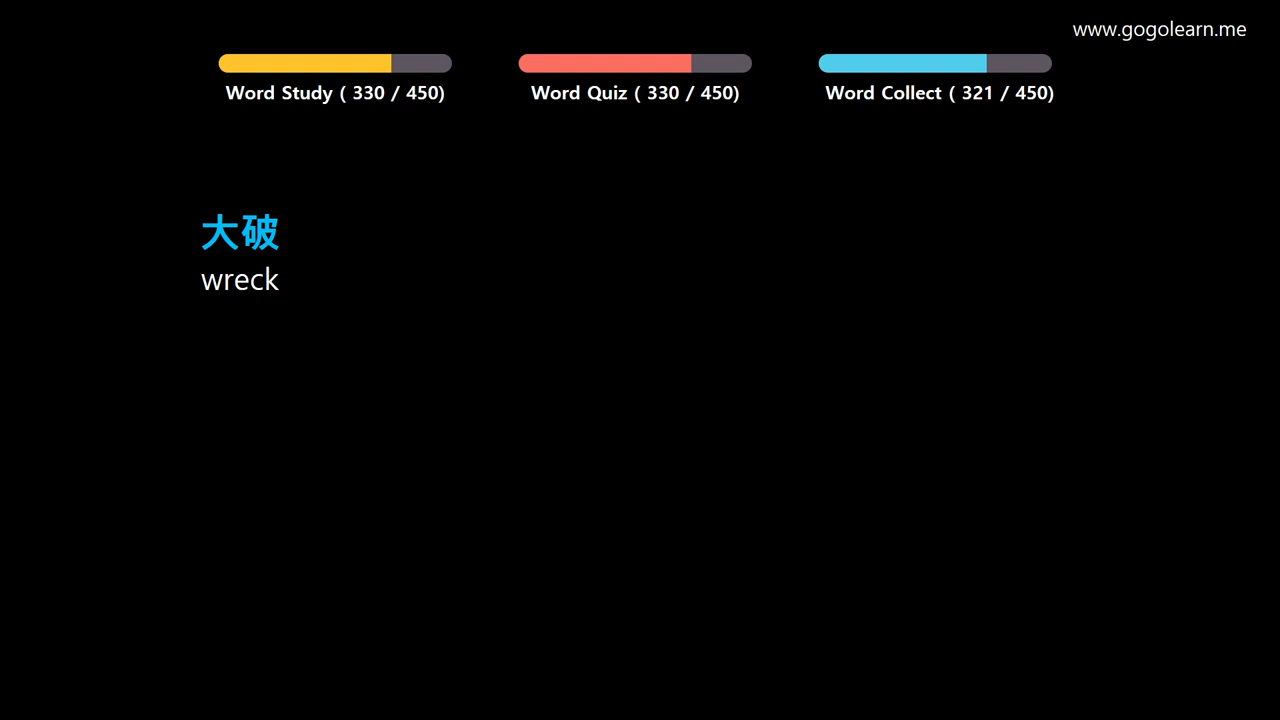 www.gogolearn.me
Word Study ( 330 / 450)
Word Quiz ( 330 / 450)
Word Collect ( 321 / 450)
大破
wreck